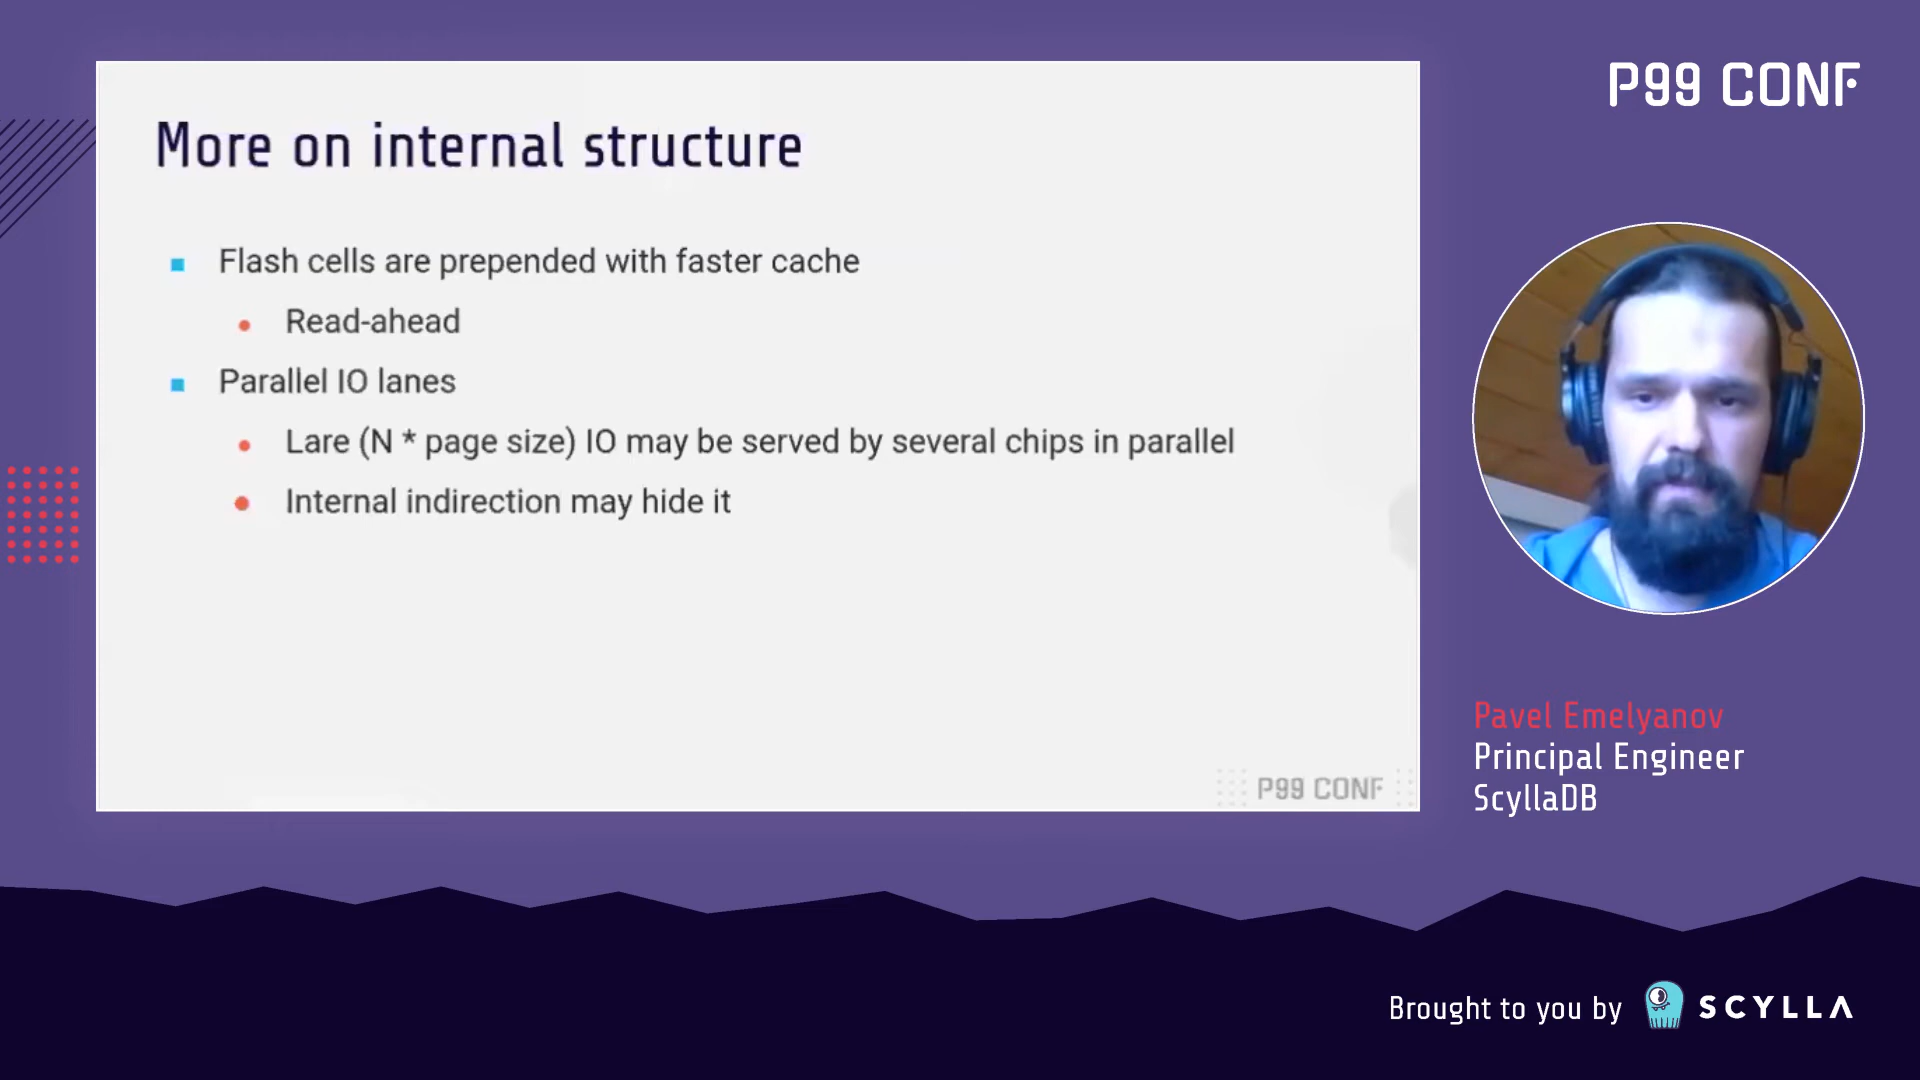 P99 CONF
More on internal structure
Flash cells are prepended with faster cache
Read-ahead
Parallel IO lanes
Lare (N * page size) IO may be served by several chips in parallel
Internal indirection may hide it
P99 CONF
Pavel Emelyanov
Principal Engineer
ScyllaDB
Brought to you by SCYLLA